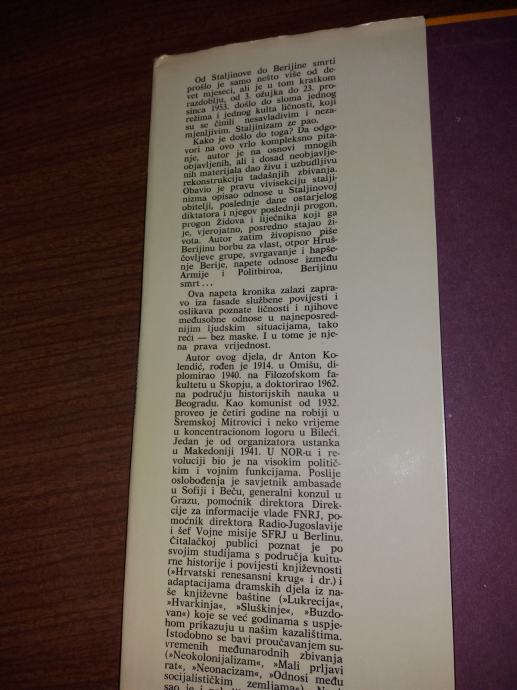 Od Staljinove do Berijine smrti
prošlo je samo nešto više od de-
vet mjeseci, ali je u tom kratkom
razdoblju, od 3. ožujka do 23. pro-
sinca 1953. došlo do sloma jednog
režima i jednog kulta ličnosti, koji
su se činili nesavladivim i neza-
mjenljivim. Staljinizam je pao.
Kako je došlo do toga? Da odgo-
vori na ovo vrlo kompleksno pita-
nje, autor je na osnovi mnogih
objavljenih, ali i dosad neobjavlje-
nih materijala dao živu i uzbudljivu
rekonstrukciju tadašnjih zbivanja.
Obavio je pravu vivisekciju stalji-
nizma opisao odnose u Staljinovoj
obitelji, poslednje dane ostarjelog
diktatora i njegov poslednji progon,
progon Židova i liječnika koji ga
je, vjerojatno, posredno stajao ži-
vota. Autor zatim živopisno piše
Berijinu borbu za vlast, otpor Hruš-
čovljeve grupe, svrgavanje i hapše-
nje Berije, napete odnose između
Armije i Politbiroa, Berijinu
smrt...
Ova napeta kronika zalazi zapra-
vo iza fasade službene povijesti i
oslikava poznate ličnosti i njihove
međusobne odnose u najneposred-
nijim ljudskim situacijama, tako
reći — bez maske. I u tome je nje-
na prava vrijednost.
Autor ovog djela, dr Anton Ko-
lendić, rođen je 1914. u Omišu, di-
plomirao 1940. na Filozofskom fa-
kultetu u Skopju, a doktorirao 1962.
na području historijskih nauka u
Beogradu. Kao komunist od 1932.
proveo je četiri godine na robiji u
Sremskoj Mitrovici i neko vrijeme
u koncentracionom logoru u Bileći.
Jedan je od organizatora ustanka
u Makedoniji 1941. U NOR-u i re-
voluciji bio je na visokim politič-
kim i vojnim funkcijama. Poslije
oslobođenja je savjetnik ambasade
u Sofiji i Beču, generalni konzul u
Grazu, pomoćnik direktora Direk-
cije za informacije vlade FNRJ, po-
moćnik direktora Radio-Jugoslavije
i šef Vojne misije SFRJ u Berlinu.
Čitalačkoj publici poznat je po
svojim studijama s područja kultur-
ne historije i povijesti književnosti
(»Hrvatski renesansni krug« i dr.) i
adaptacijama dramskih djela iz na-
še književne baštine (»Lukrecija«,
»Hvarkinja«, »Sluškinje«, »Buzdo-
van«) koje se već godinama s uspje-
hom prikazuju u našim kazalištima.
Istodobno se bavi proučavanjem su-
vremenih međunarodnih zbivanja
(»Neokolonijalizam«, »Mali prljavi
rat«, »Neonacizam«, »Odnosi među
socijalističkim zemljama«)